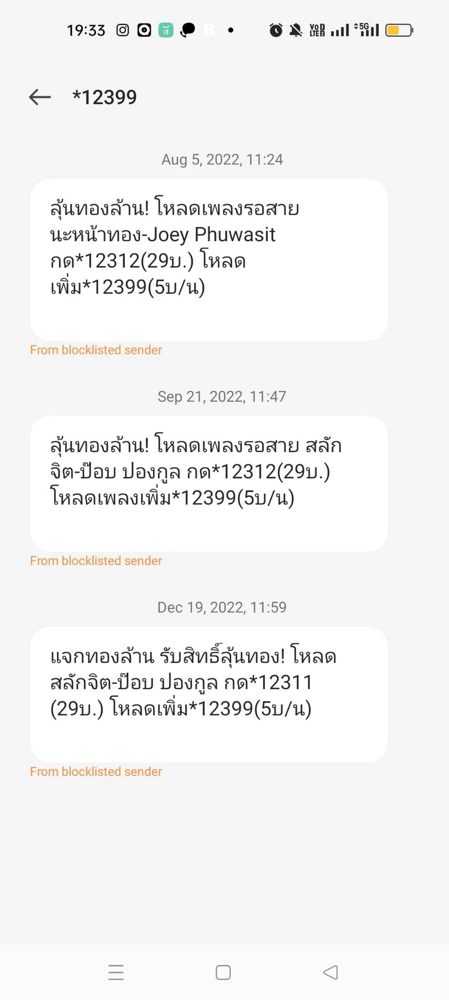 19:33
B
VoD
LTE2
5G
*12399
Aug 5, 2022, 11:24
ลุ้นทองล้าน! โหลดเพลงรอสาย
นะหน้าทอง-Joey Phuwasit
กด*12312(29บ.) โหลด
เพิ่ม*12399(5บ/น)
From blocklisted sender
Sep 21, 2022, 11:47
ลุ้นทองล้าน! โหลดเพลงรอสาย สลัก
จิต-ป๊อบ ปองกูล กด*12312(29บ.)
โหลดเพลงเพิ่ม*12399(5บ/น)
From blocklisted sender
Dec 19, 2022, 11:59
แจกทองล้าน รับสิทธิ์ลุ้นทอง! โหลด
สลักจิต-ป๊อบ ปองกูล กด*12311
(29บ.) โหลดเพิ่ม*12399(5บ/น)
From blocklisted sender